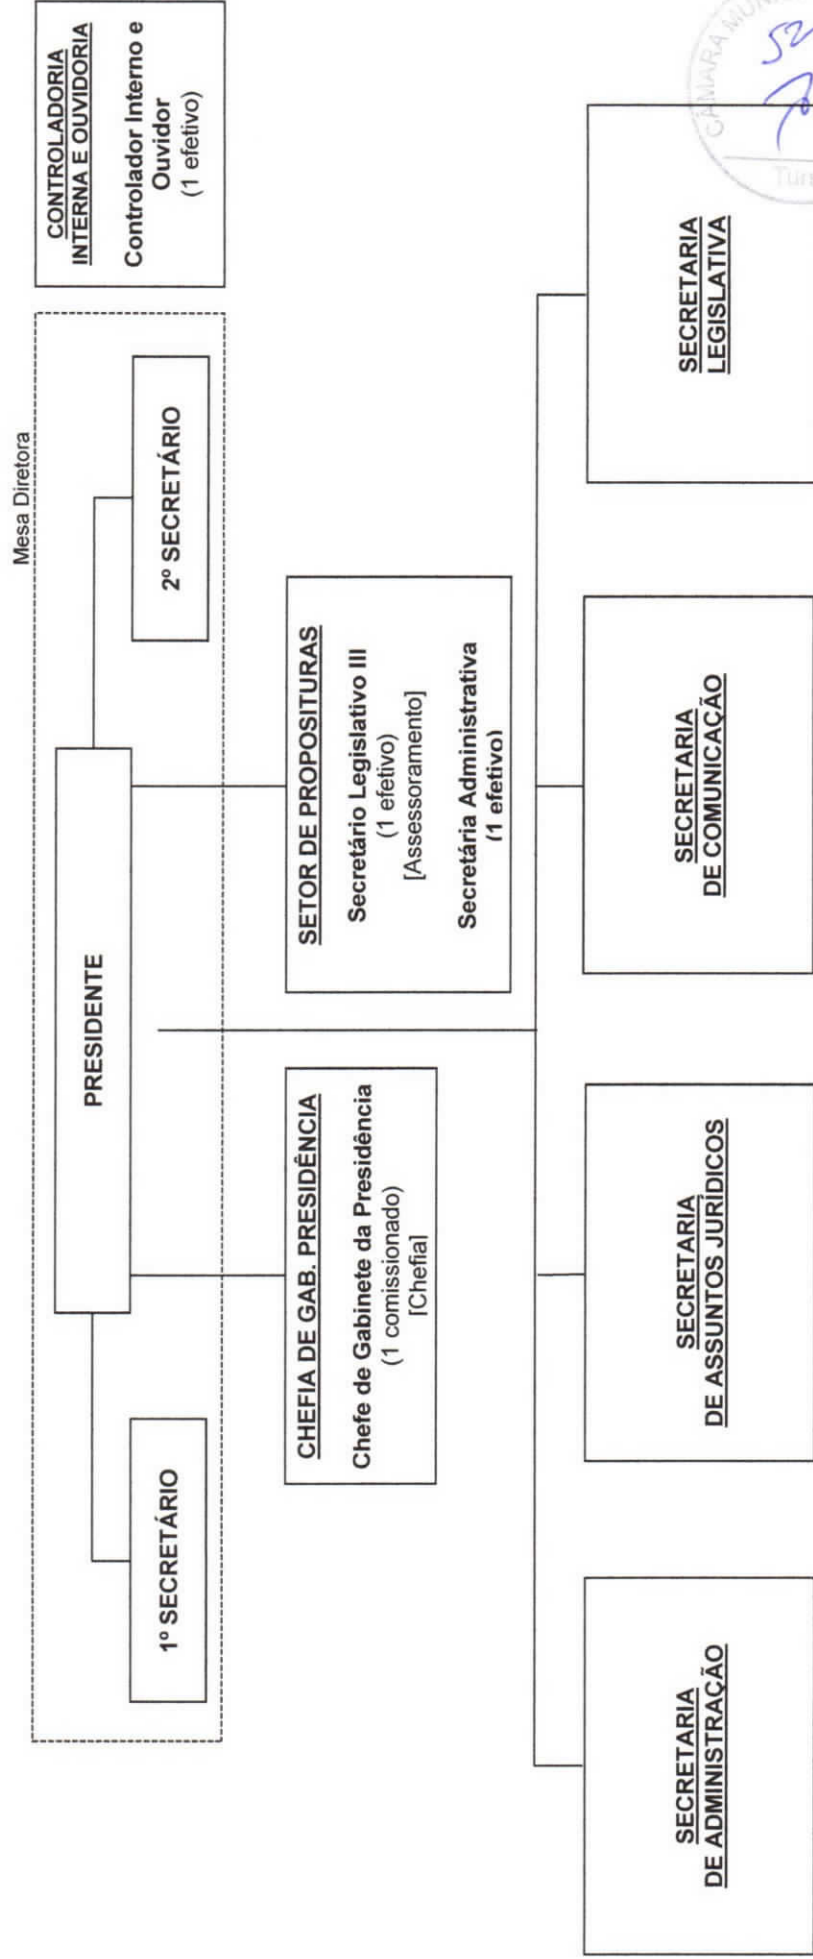 Mesa Diretora
PRESIDENTE
1º SECRETÁRIO
2º SECRETÁRIO
CONTROLADORIA
INTERNA E OUVIDORIA
Controlador Interno e
Ouvidor
(1 efetivo)
CHEFIA DE GAB. PRESIDÊNCIA
Chefe de Gabinete da Presidência
(1 comissionado)
[Chefia]
SETOR DE PROPOSITURAS
Secretário Legislativo III
(1 efetivo)
[Assessoramento]
Secretária Administrativa
(1 efetivo)
SECRETARIA
DE ADMINISTRAÇÃO
SECRETARIA
DE ASSUNTOS JURÍDICOS
SECRETARIA
DE COMUNICAÇÃO
SECRETARIA
LEGISLATIVA
CÂMARA
52